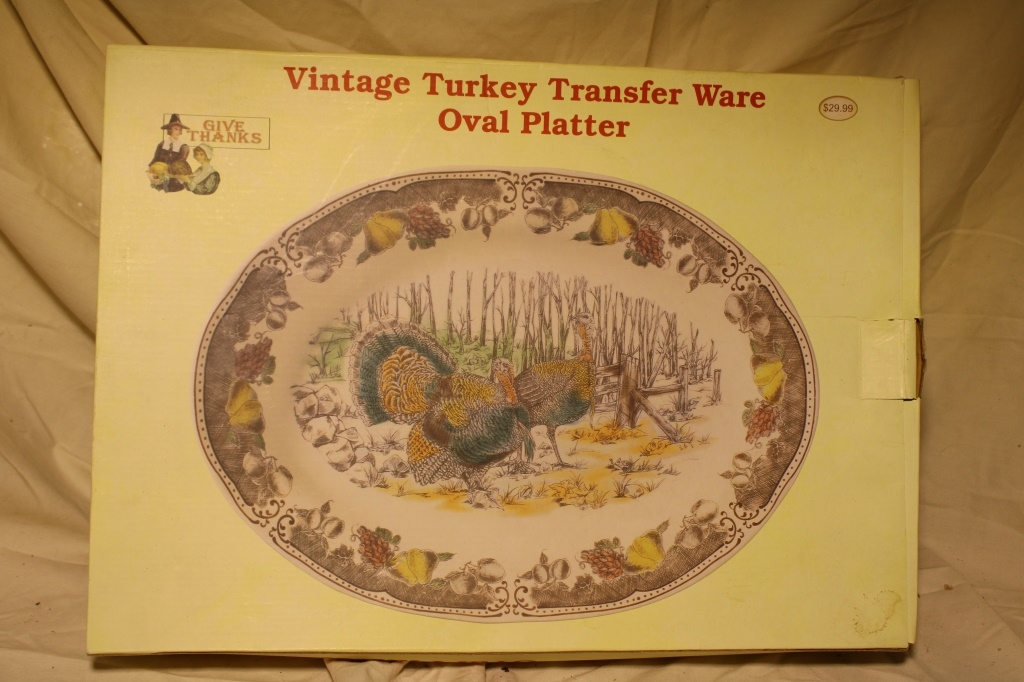 Vintage Turkey Transfer Ware
Oval Platter
$29.99
GIVE
THANKS